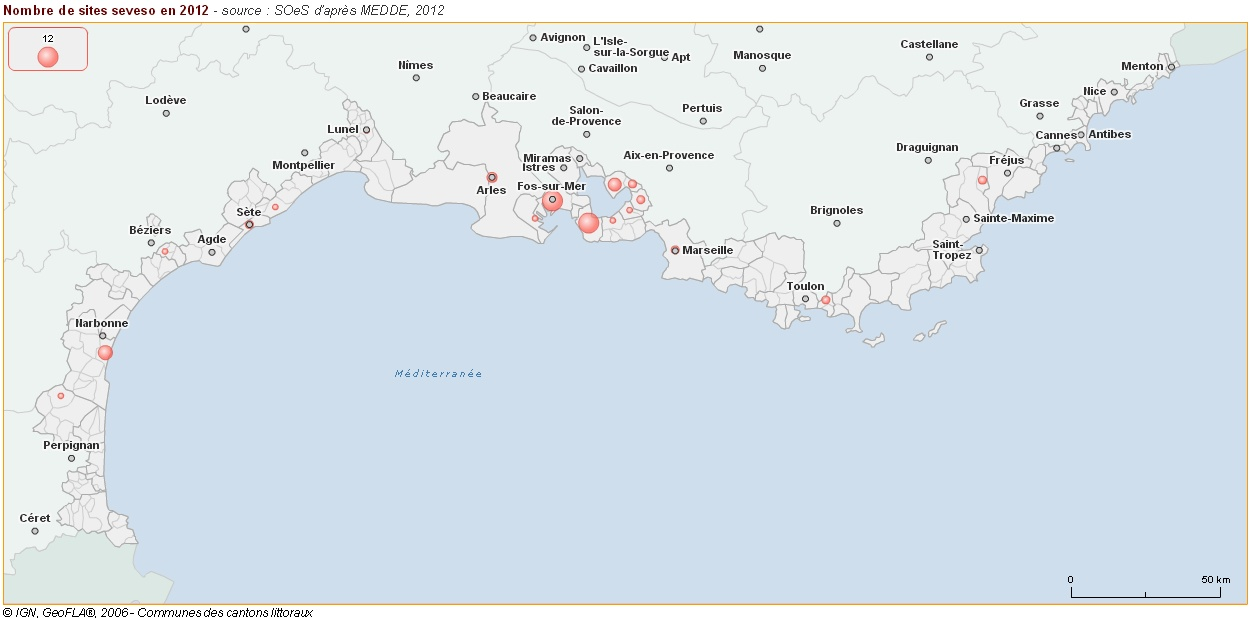 Nombre de sites seveso en 2012 - source : SOeS d'après MEDDE, 2012
12
Avignon
L'Isle-
sur-la-Sorgue
Apt
Cavaillon
Manosque
Castellane
Menton
Nîmes
Nice
Lodève
Beaucaire
Grasse
Salon-
de-Provence
Pertuis
Lunel
Cannes
Antibes
Draguignan
Montpellier
Miramas
Istres
Aix-en-Provence
Fréjus
Arles
Fos-sur-Mer
Sète
Brignoles
Sainte-Maxime
Béziers
Agde
Marseille
Saint-
Tropez
Toulon
Narbonne
Méditerranée
Perpignan
Céret
0 50 km
© IGN, GeoFLA®, 2006 - Communes des cantons littoraux